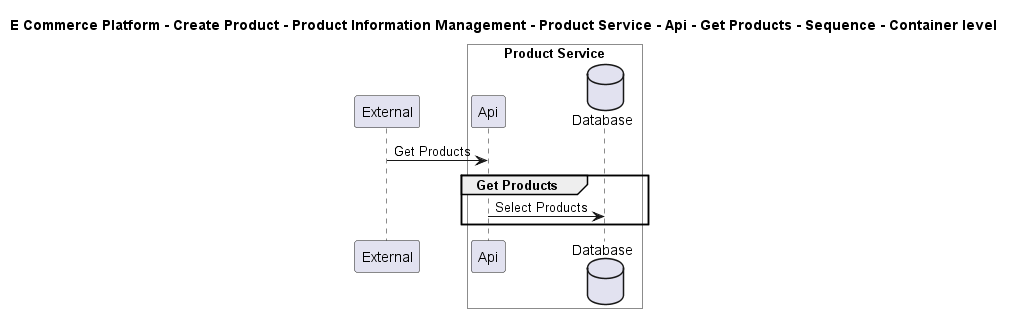 E Commerce Platform - Create Product - Product Information Management - Product Service - Api - Get Products - Sequence - Container level
Product Service
External
Api
Database
Get Products
Get Products
Select Products
External
Api
Database